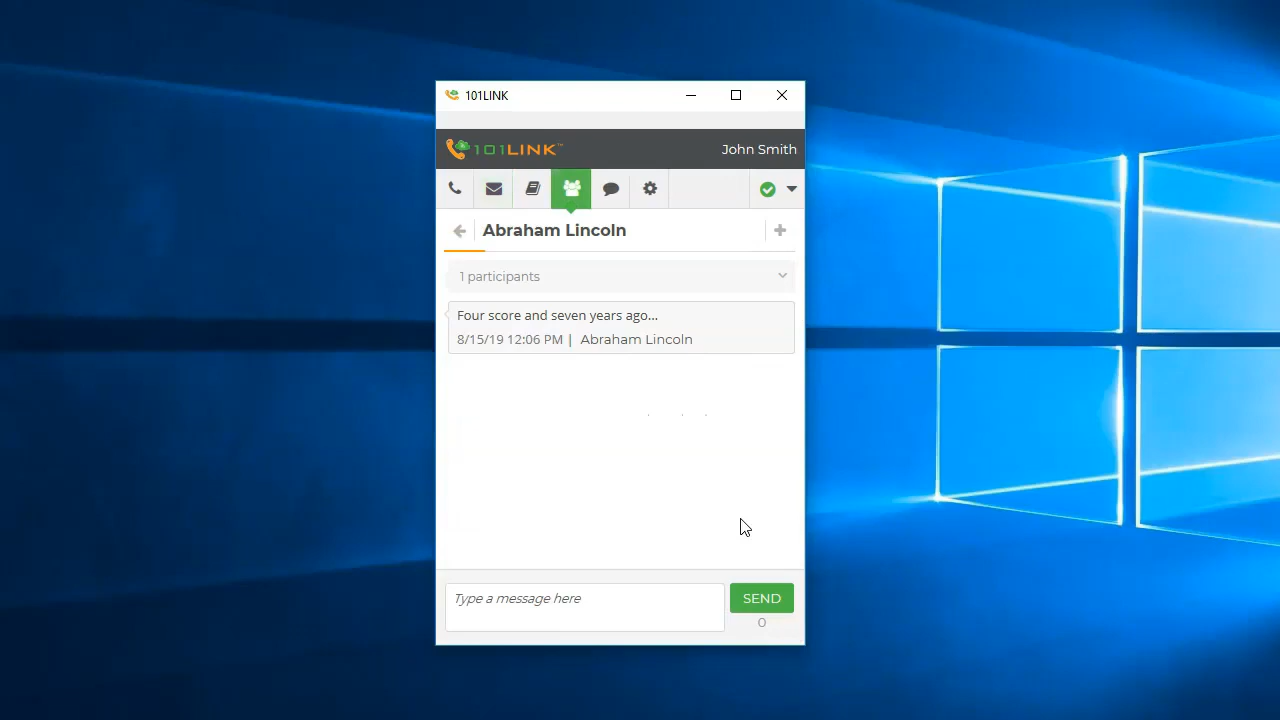 101LINK
101LINK™
John Smith
Abraham Lincoln
1 participants
Four score and seven years ago...
8/15/19 12:06 PM | Abraham Lincoln
Type a message here
SEND
0